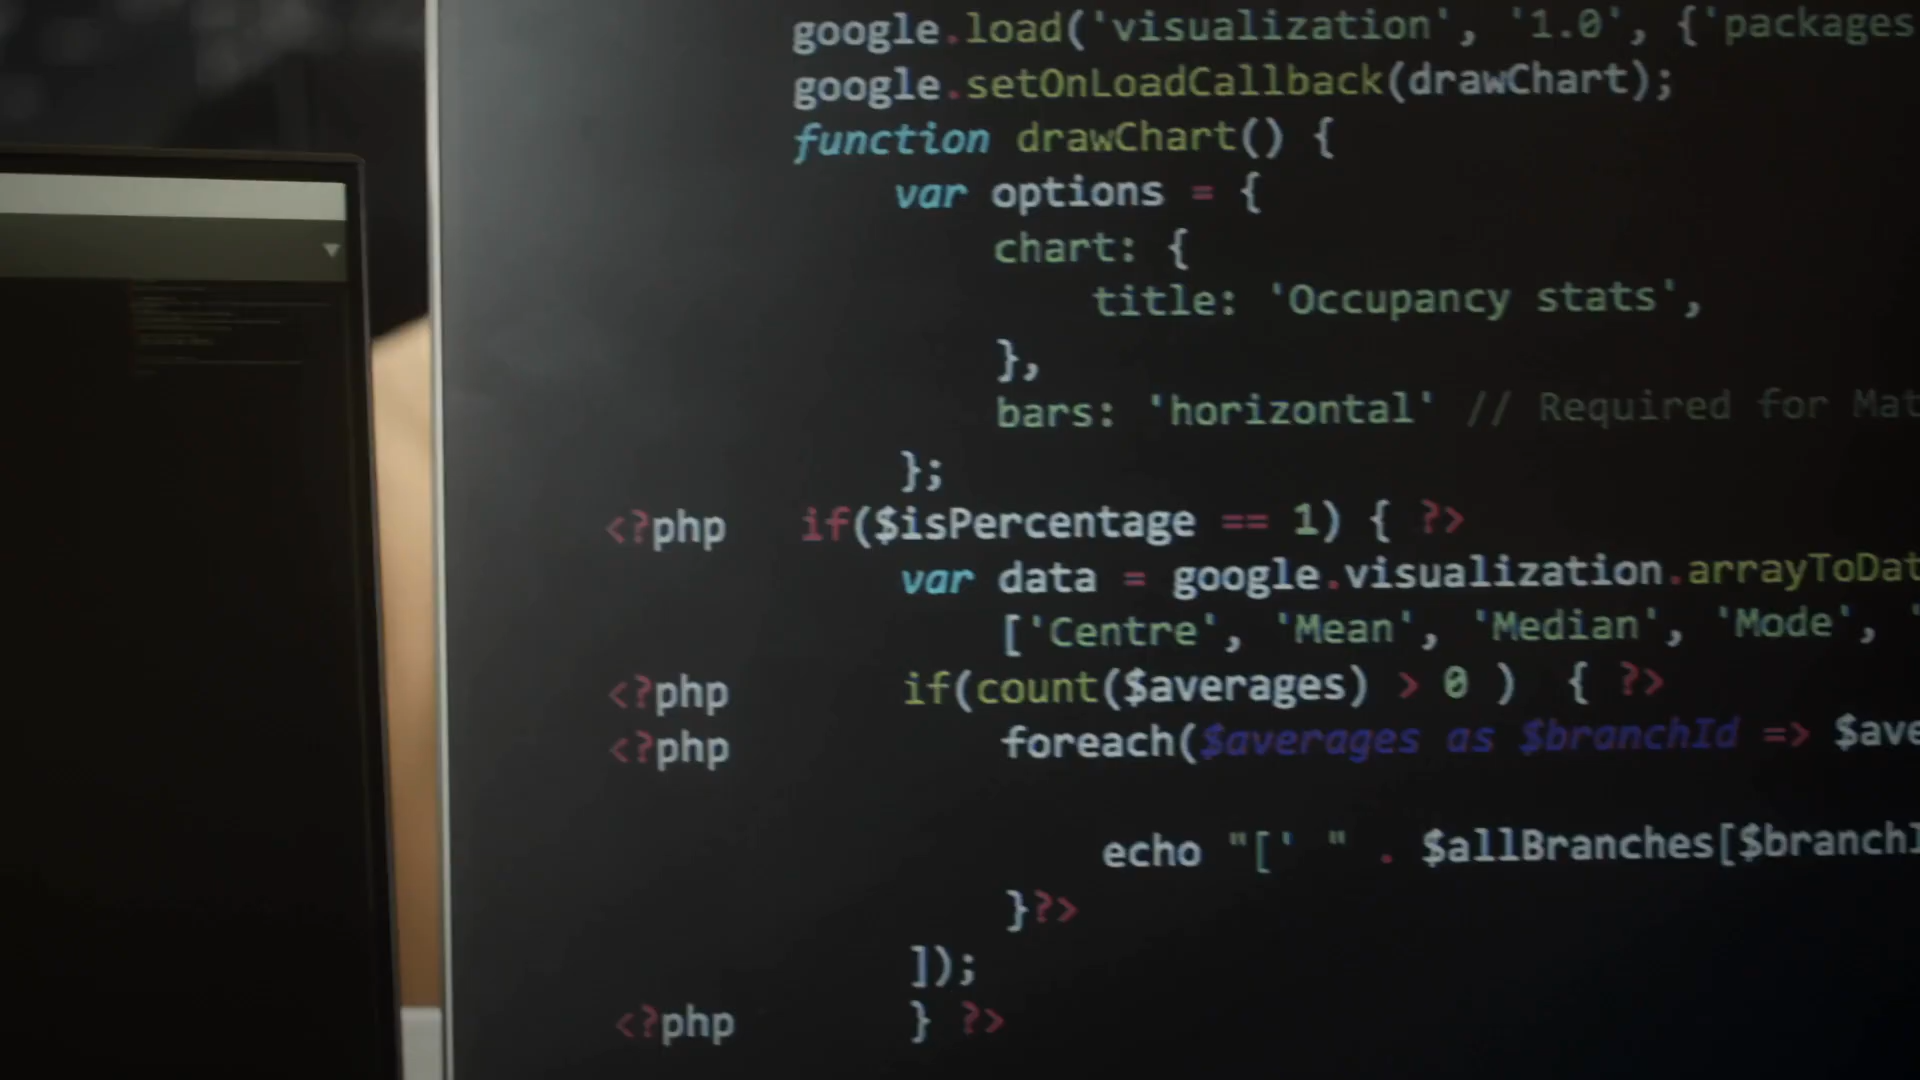 google.load('visualization', '1.0', {'packages
google.setOnLoadCallback(drawChart);
function drawChart() {
var options = {
chart: {
title: 'Occupancy stats',
},
bars: 'horizontal' // Required for Mat
};
<?php if($isPercentage == 1) { ?>
var data = google.visualization.arrayToDat
['Centre', 'Mean', 'Median', 'Mode', '
<?php if(count($averages) > 0 ) { ?>
<?php foreach($averages as $branchId => $ave
echo "[' " . $allBranches[$branchI
}?>
]);
<?php } ?>